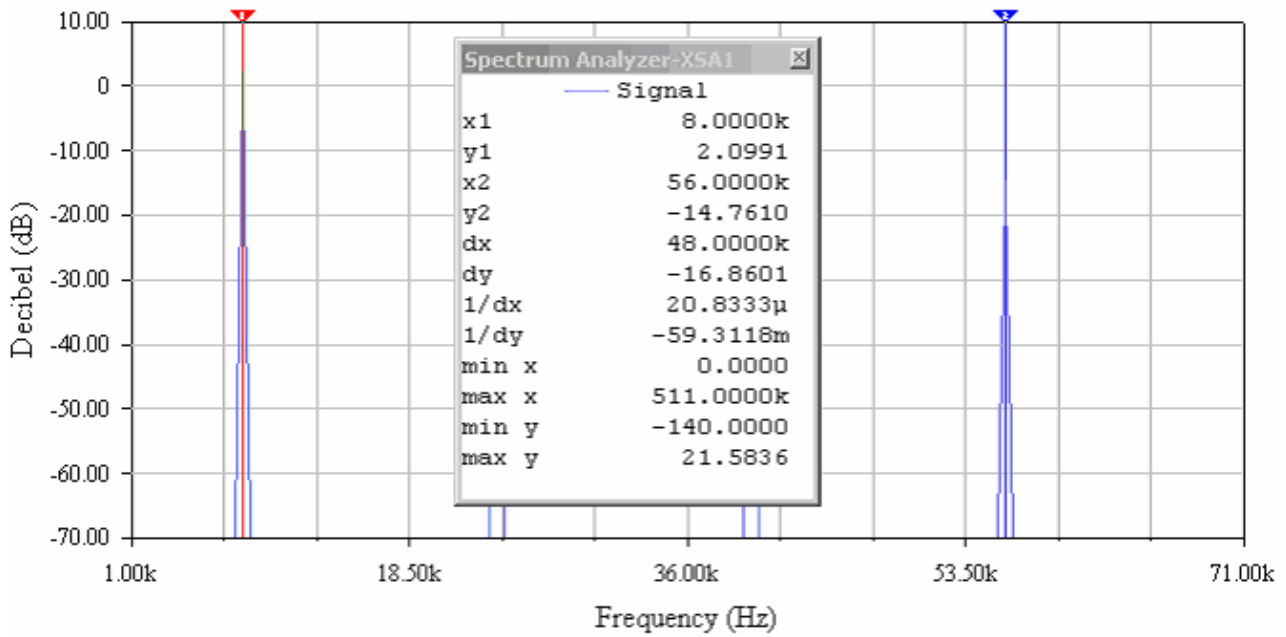 1
2
10.00
0
-10.00
-20.00
-30.00
-40.00
-50.00
-60.00
-70.00
Decibel (dB)
Spectrum Analyzer-XSA1
Signal
x1 8.0000k
y1 2.0991
x2 56.0000k
y2 -14.7610
dx 48.0000k
dy -16.8601
1/dx 20.8333µ
1/dy -59.3118m
min x 0.0000
max x 511.0000k
min y -140.0000
max y 21.5836
1.00k 18.50k 36.00k 53.50k 71.00k
Frequency (Hz)